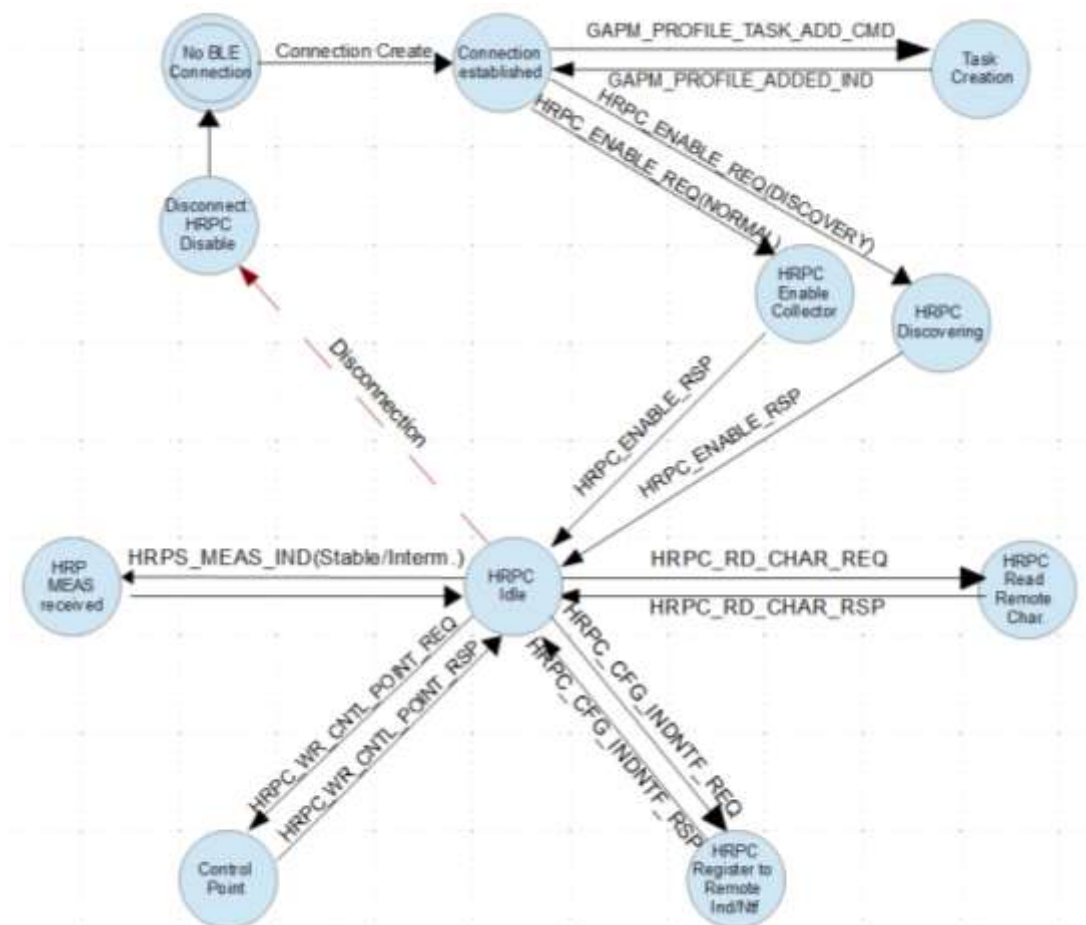 No BLE
Connection
Connection Create
Connection
established
GAPM_PROFILE_TASK_ADD_CMD
GAPM_PROFILE_ADDED_IND
Task
Creation
HRPC_ENABLE_REQ(NORMAL)
HRPC_ENABLE_REQ(DISCOVERY)
Disconnect
HRPC
Disable
HRPC
Enable
Collector
HRPC
Discovering
Disconnection
HRPC_ENABLE_RSP
HRPC_ENABLE_RSP
HRP
MEAS
received
HRPS_MEAS_IND(Stable/Interm.)
HRPC
Idle
HRPC_RD_CHAR_REQ
HRPC_RD_CHAR_RSP
HRPC
Read
Remote
Char.
HRPC_WR_CNTL_POINT_REQ
HRPC_WR_CNTL_POINT_RSP
HRPC_CFG_INDNTF_REQ
HRPC_CFG_INDNTF_RSP
Control
Point
HRPC
Register to
Remote
Ind/Ntf